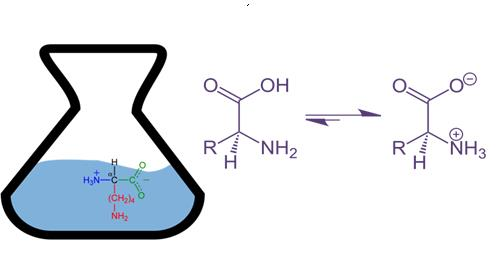 H
H₃N⁺ α C O
–
O
(CH₂)₄
NH₂
O OH
R H NH₂
O O⊖
⊕
R H NH₃